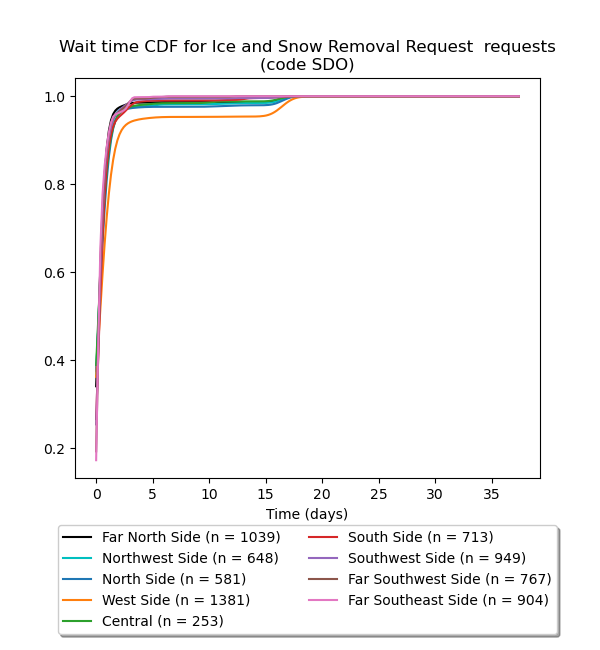 Wait time CDF for Ice and Snow Removal Request  requests
(code SDO)
1.0
0.8
0.6
0.4
0.2
0 5 10 15 20 25 30 35
Time (days)
Far North Side (n = 1039)
Northwest Side (n = 648)
North Side (n = 581)
West Side (n = 1381)
Central (n = 253)
South Side (n = 713)
Southwest Side (n = 949)
Far Southwest Side (n = 767)
Far Southeast Side (n = 904)